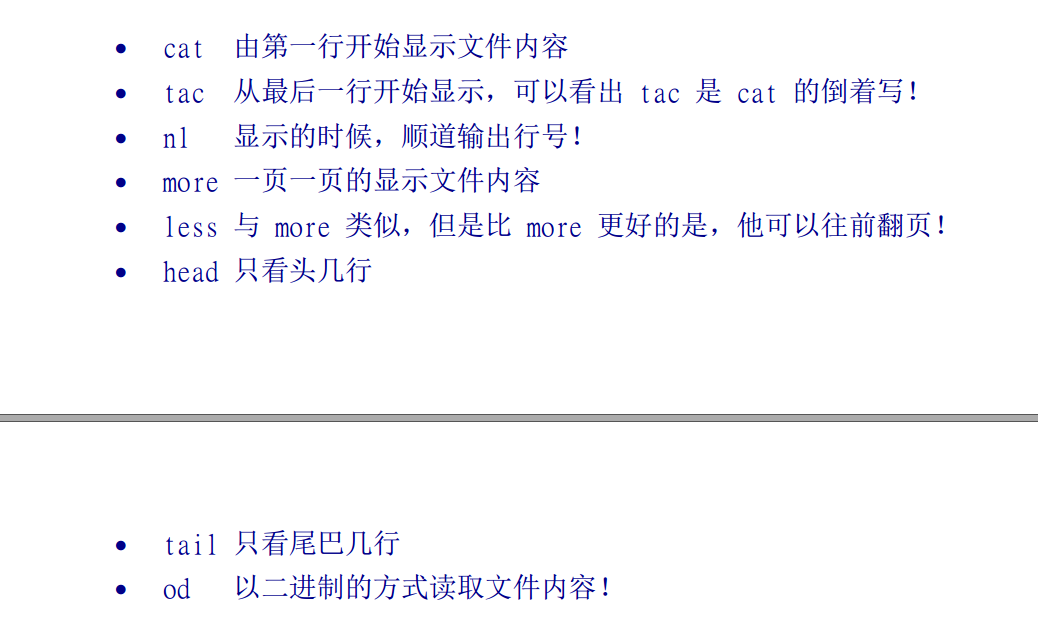 • cat 由第一行开始显示文件内容
• tac 从最后一行开始显示，可以看出 tac 是 cat 的倒着写！
• nl 显示的时候，顺道输出行号！
• more 一页一页的显示文件内容
• less 与 more 类似，但是比 more 更好的是，他可以往前翻页！
• head 只看头几行
• tail 只看尾巴几行
• od 以二进制的方式读取文件内容！